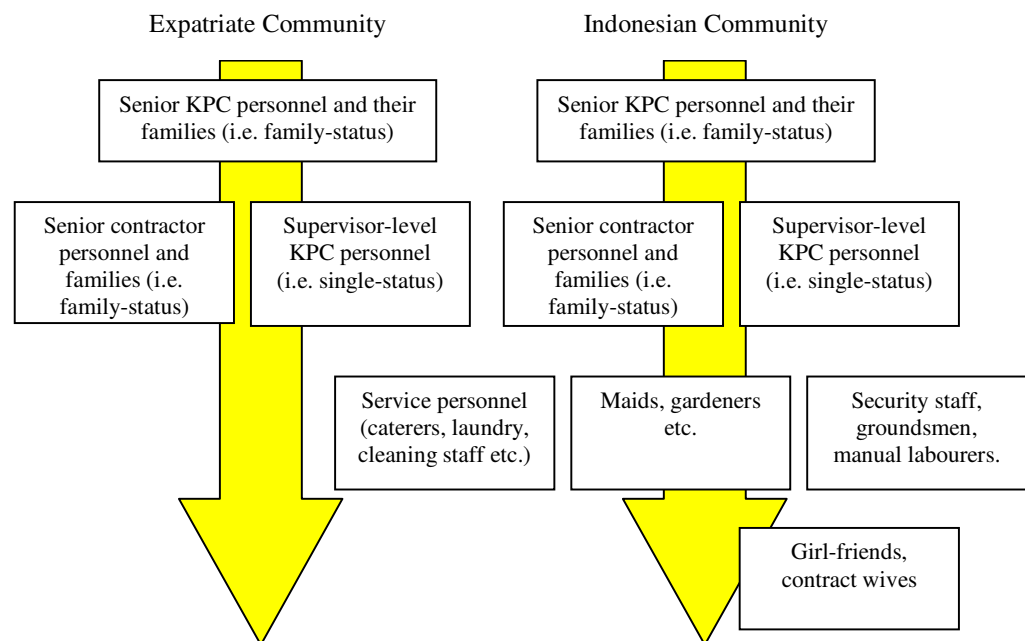 Expatriate Community
Indonesian Community
Senior KPC personnel and their
families (i.e. family-status)
Senior KPC personnel and their
families (i.e. family-status)
Senior contractor
personnel and
families (i.e.
family-status)
Supervisor-level
KPC personnel
(i.e. single-status)
Senior contractor
personnel and
families (i.e.
family-status)
Supervisor-level
KPC personnel
(i.e. single-status)
Service personnel
(caterers, laundry,
cleaning staff etc.)
Maids, gardeners
etc.
Security staff,
groundsmen,
manual labourers.
Girl-friends,
contract wives